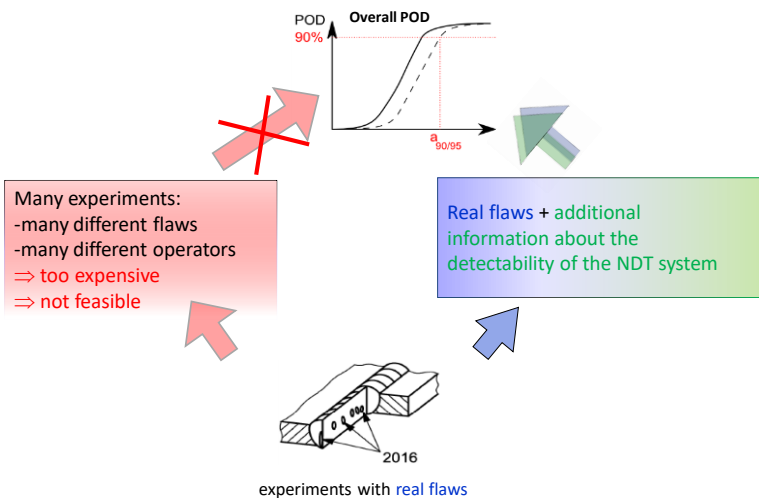 POD
Overall POD
90%
a90/95
Many experiments:
-many different flaws
-many different operators
⇒ too expensive
⇒ not feasible
Real flaws + additional
information about the
detectability of the NDT system
2016
experiments with real flaws